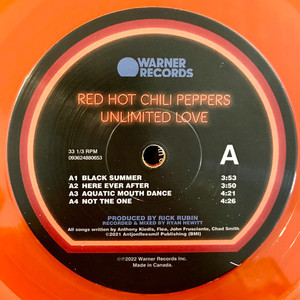 WARNER
RECORDS
RED HOT CHILI PEPPERS
UNLIMITED LOVE
33 1/3 RPM
093624880653
A
A1 BLACK SUMMER 3:53
A2 HERE EVER AFTER 3:50
A3 AQUATIC MOUTH DANCE 4:21
A4 NOT THE ONE 4:26
PRODUCED BY RICK RUBIN
RECORDED & MIXED BY RYAN HEWITT
All songs written by Anthony Kiedis, Flea, John Frusciante, Chad Smith
©2021 AntjonResumil Publishing (BMI)
℗©2022 Warner Records Inc.
Made in Canada.